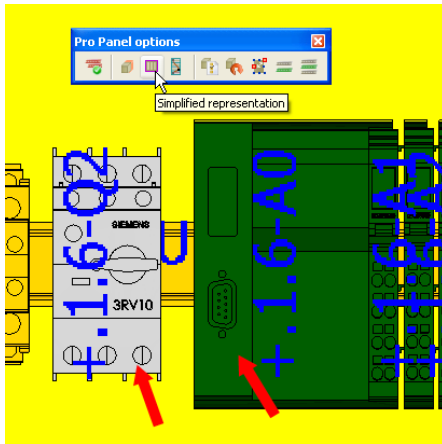 Pro Panel options
Simplified representation
+.1.6-Q2
U
SIEMENS
3RV10
+.1.6-A0